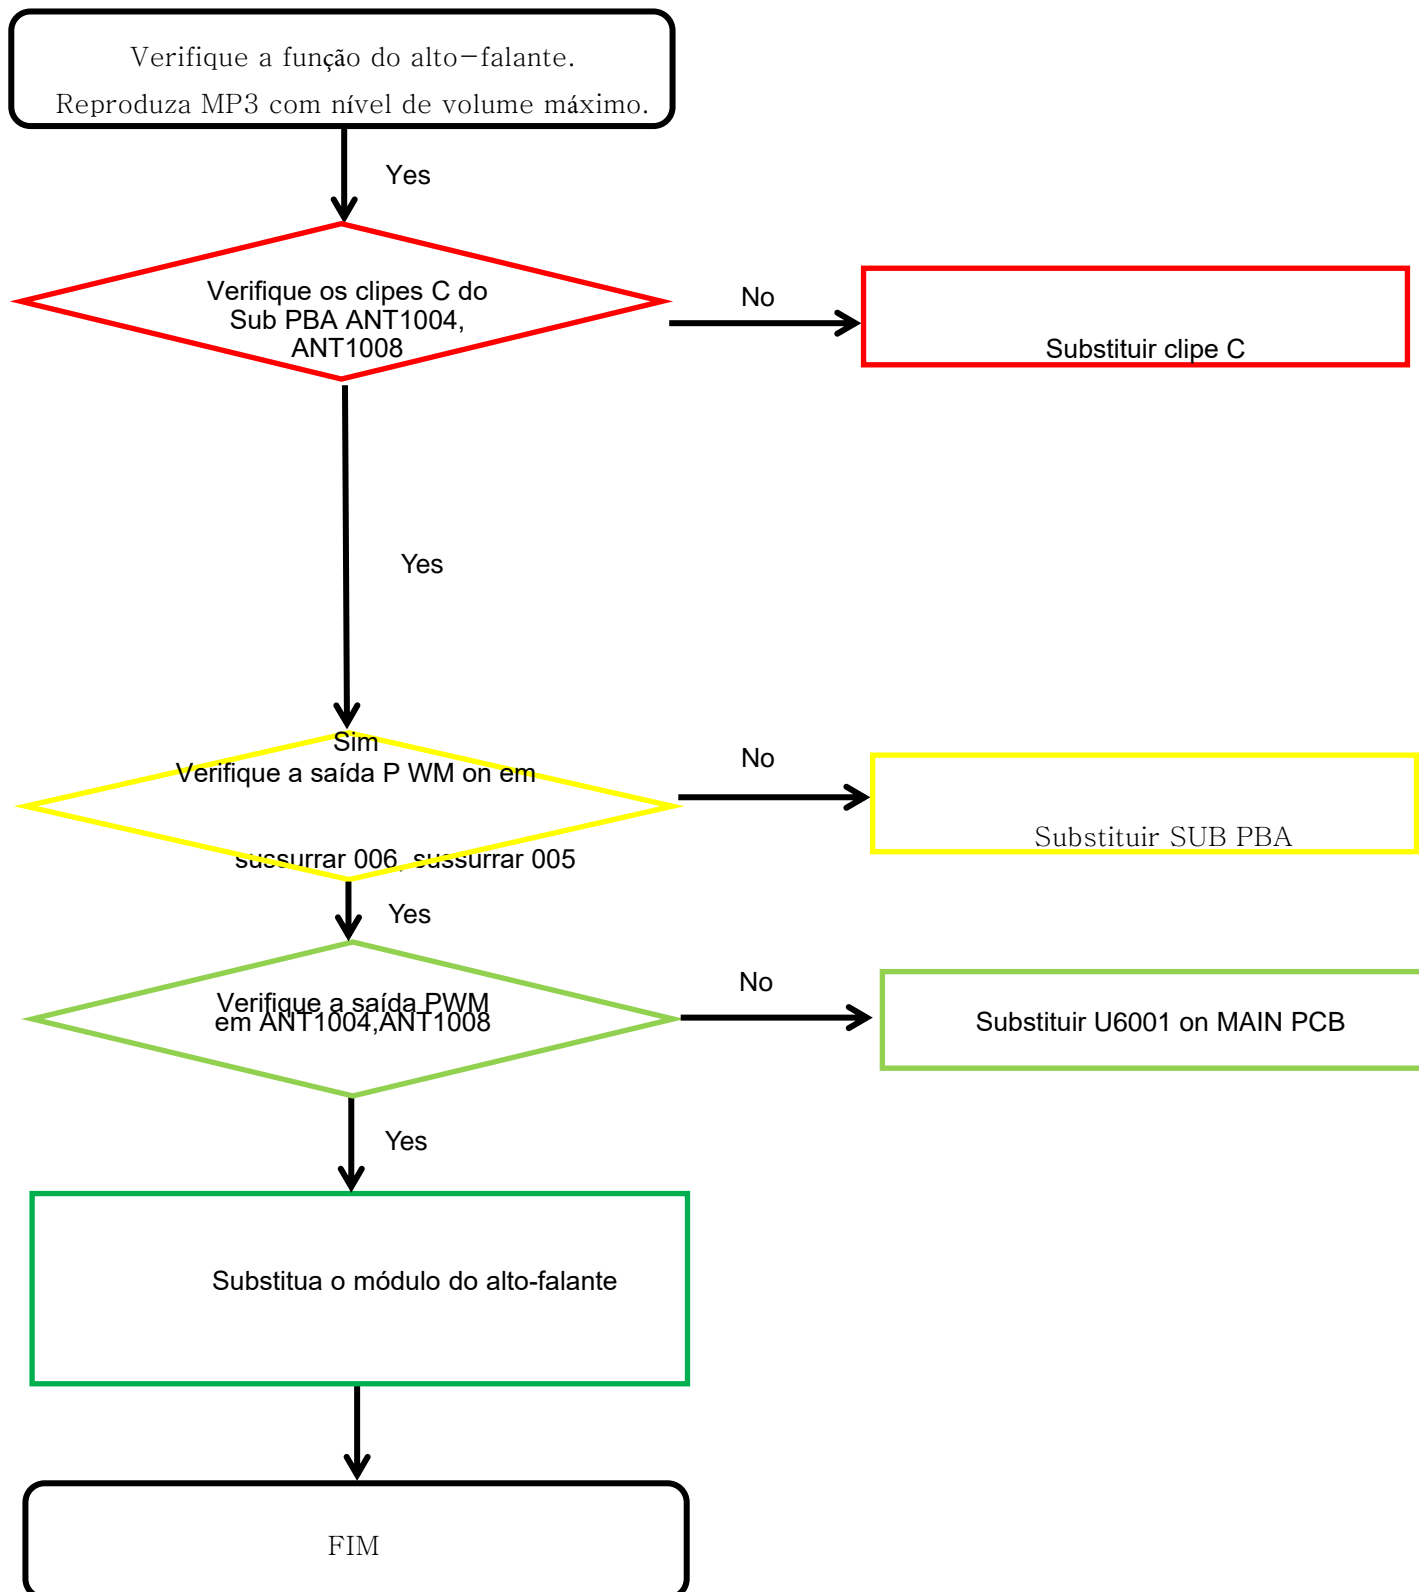 Verifique a função do alto-falante.
Reproduza MP3 com nível de volume máximo.
Yes
Verifique os clipes C do
Sub PBA ANT1004,
ANT1008
No
Substituir clipe C
Yes
Sim
Verifique a saída P WM on em
sussurrar 006, sussurrar 005
No
Substituir SUB PBA
Yes
Verifique a saída PWM
em ANT1004,ANT1008
No
Substituir U6001 on MAIN PCB
Yes
Substitua o módulo do alto-falante
FIM